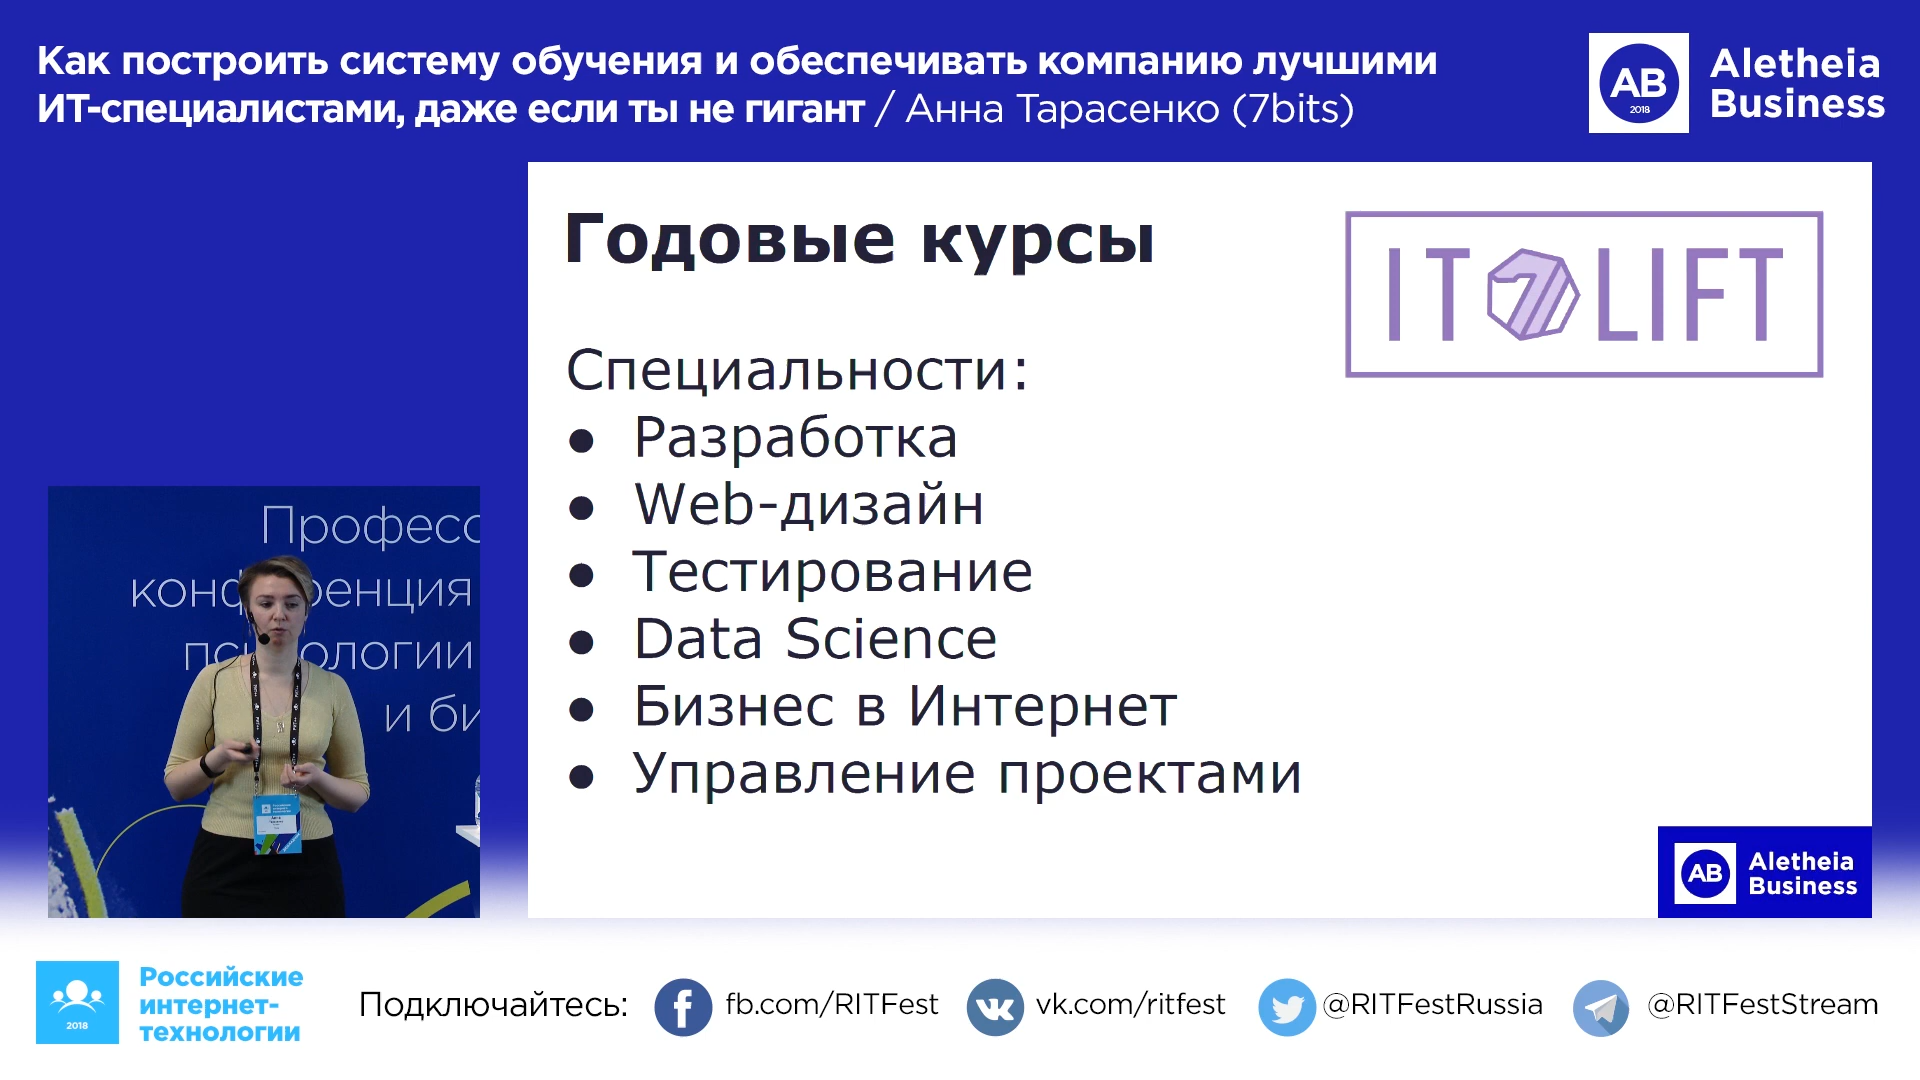 Как построить систему обучения и обеспечивать компанию лучшими
ИТ-специалистами, даже если ты не гигант / Анна Тарасенко (7bits)
AB
2018
Aletheia
Business
Годовые курсы
IT 7 LIFT
Специальности:
● Разработка
● Web-дизайн
● Тестирование
● Data Science
● Бизнес в Интернет
● Управление проектами
Професс
конференция
психологии
и би
AB
Aletheia
Business
2018
Российские
интернет-
технологии
Подключайтесь:
fb.com/RITFest
vk.com/ritfest
@RITFestRussia
@RITFestStream